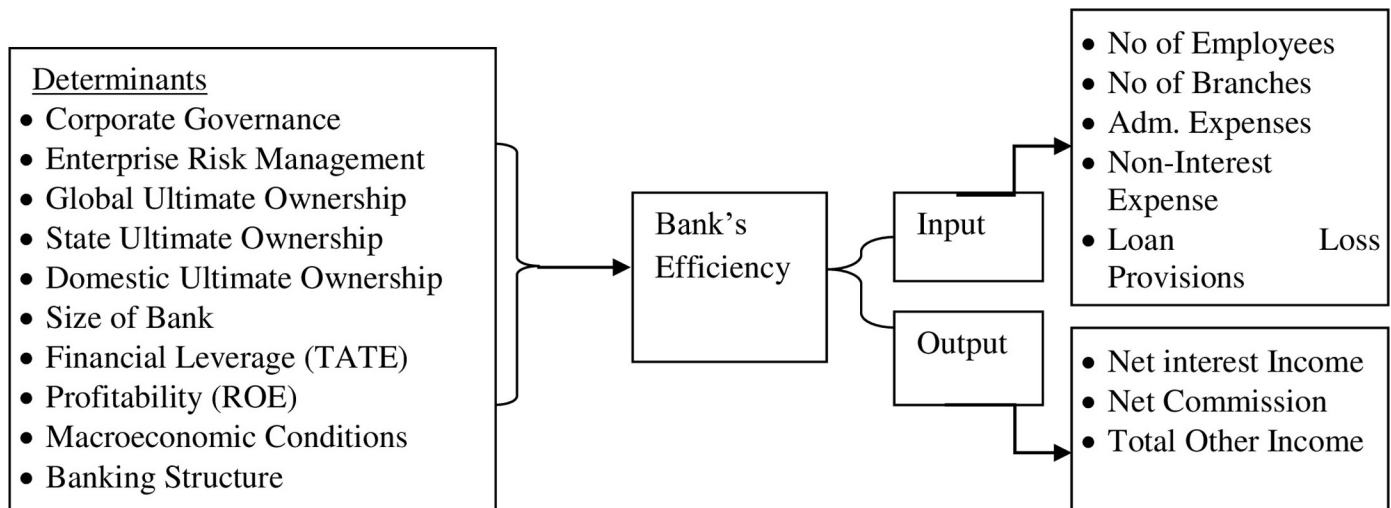 Determinants
• Corporate Governance
• Enterprise Risk Management
• Global Ultimate Ownership
• State Ultimate Ownership
• Domestic Ultimate Ownership
• Size of Bank
• Financial Leverage (TATE)
• Profitability (ROE)
• Macroeconomic Conditions
• Banking Structure
Bank's
Efficiency
Input
Output
• No of Employees
• No of Branches
• Adm. Expenses
• Non-Interest
Expense
• Loan Loss
Provisions
• Net interest Income
• Net Commission
• Total Other Income